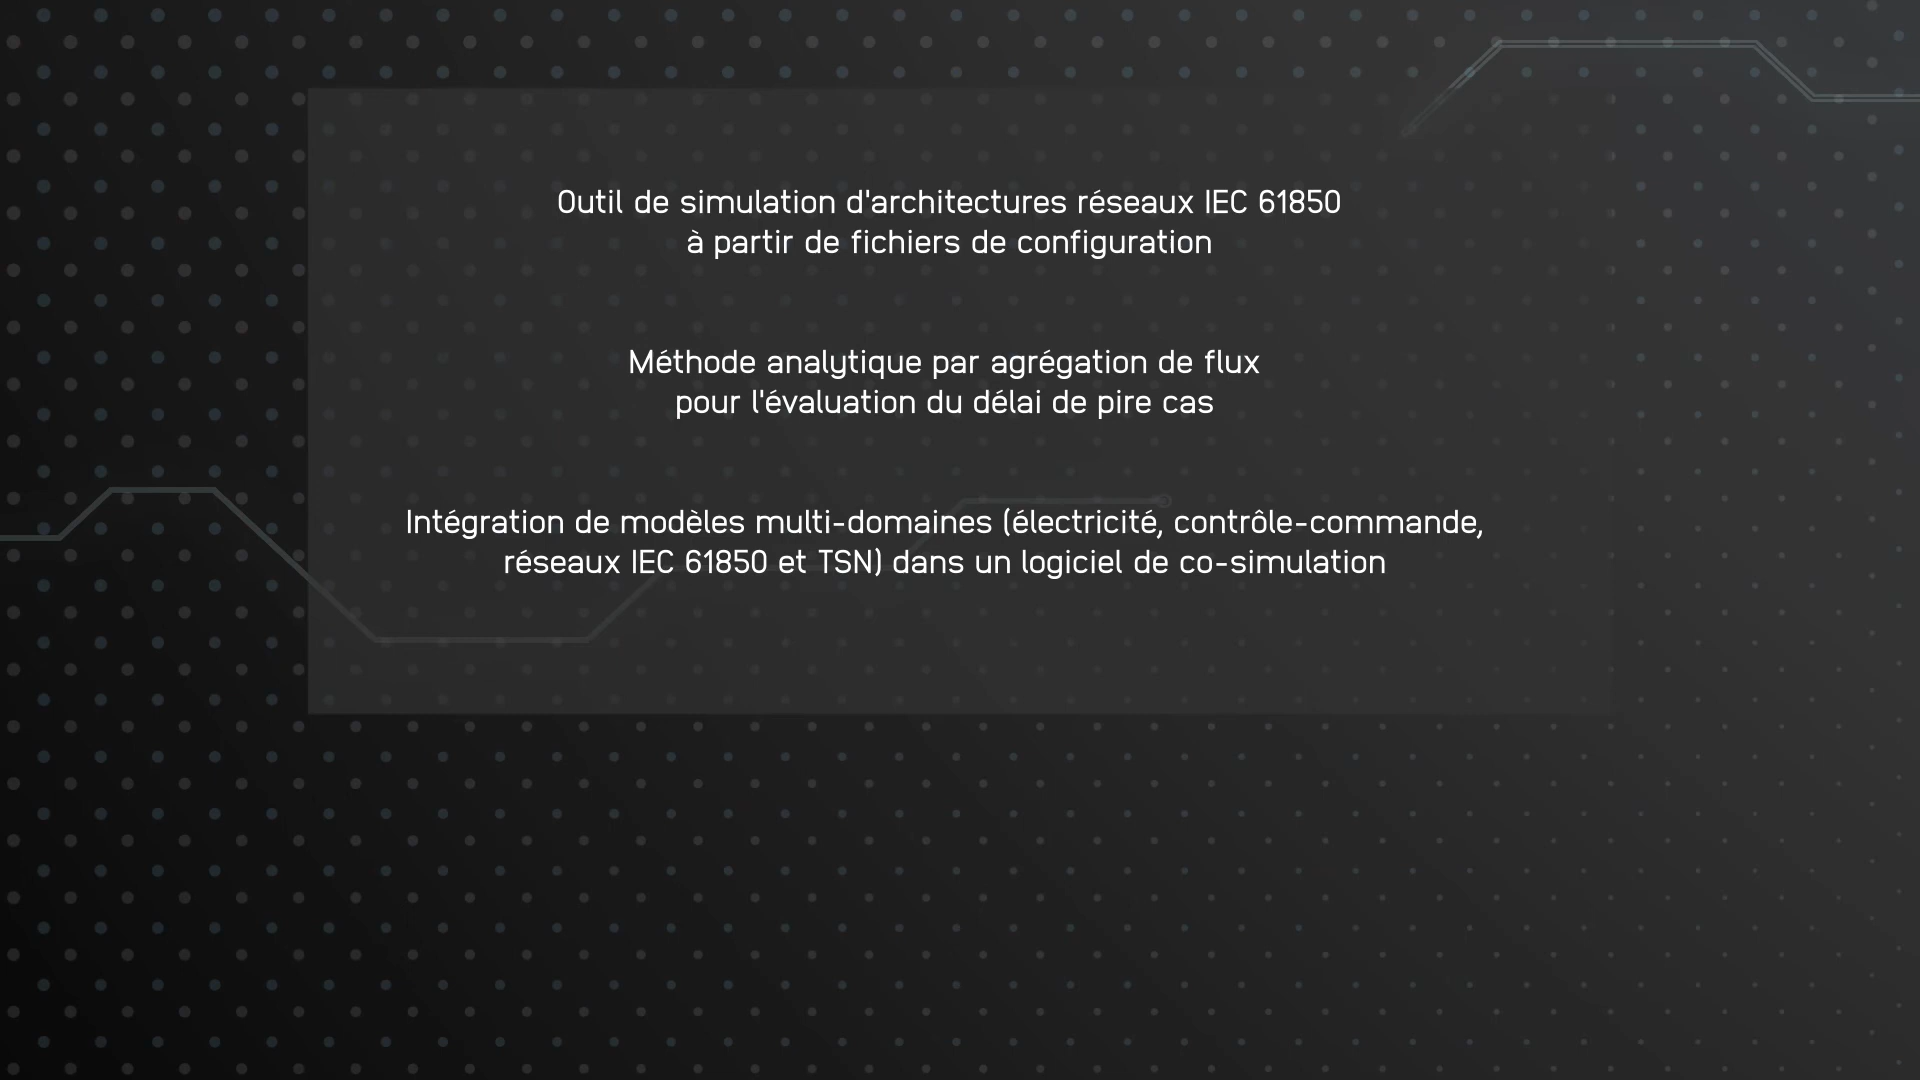 Outil de simulation d'architectures réseaux IEC 61850
à partir de fichiers de configuration
Méthode analytique par agrégation de flux
pour l'évaluation du délai de pire cas
Intégration de modèles multi-domaines (électricité, contrôle-commande,
réseaux IEC 61850 et TSN) dans un logiciel de co-simulation